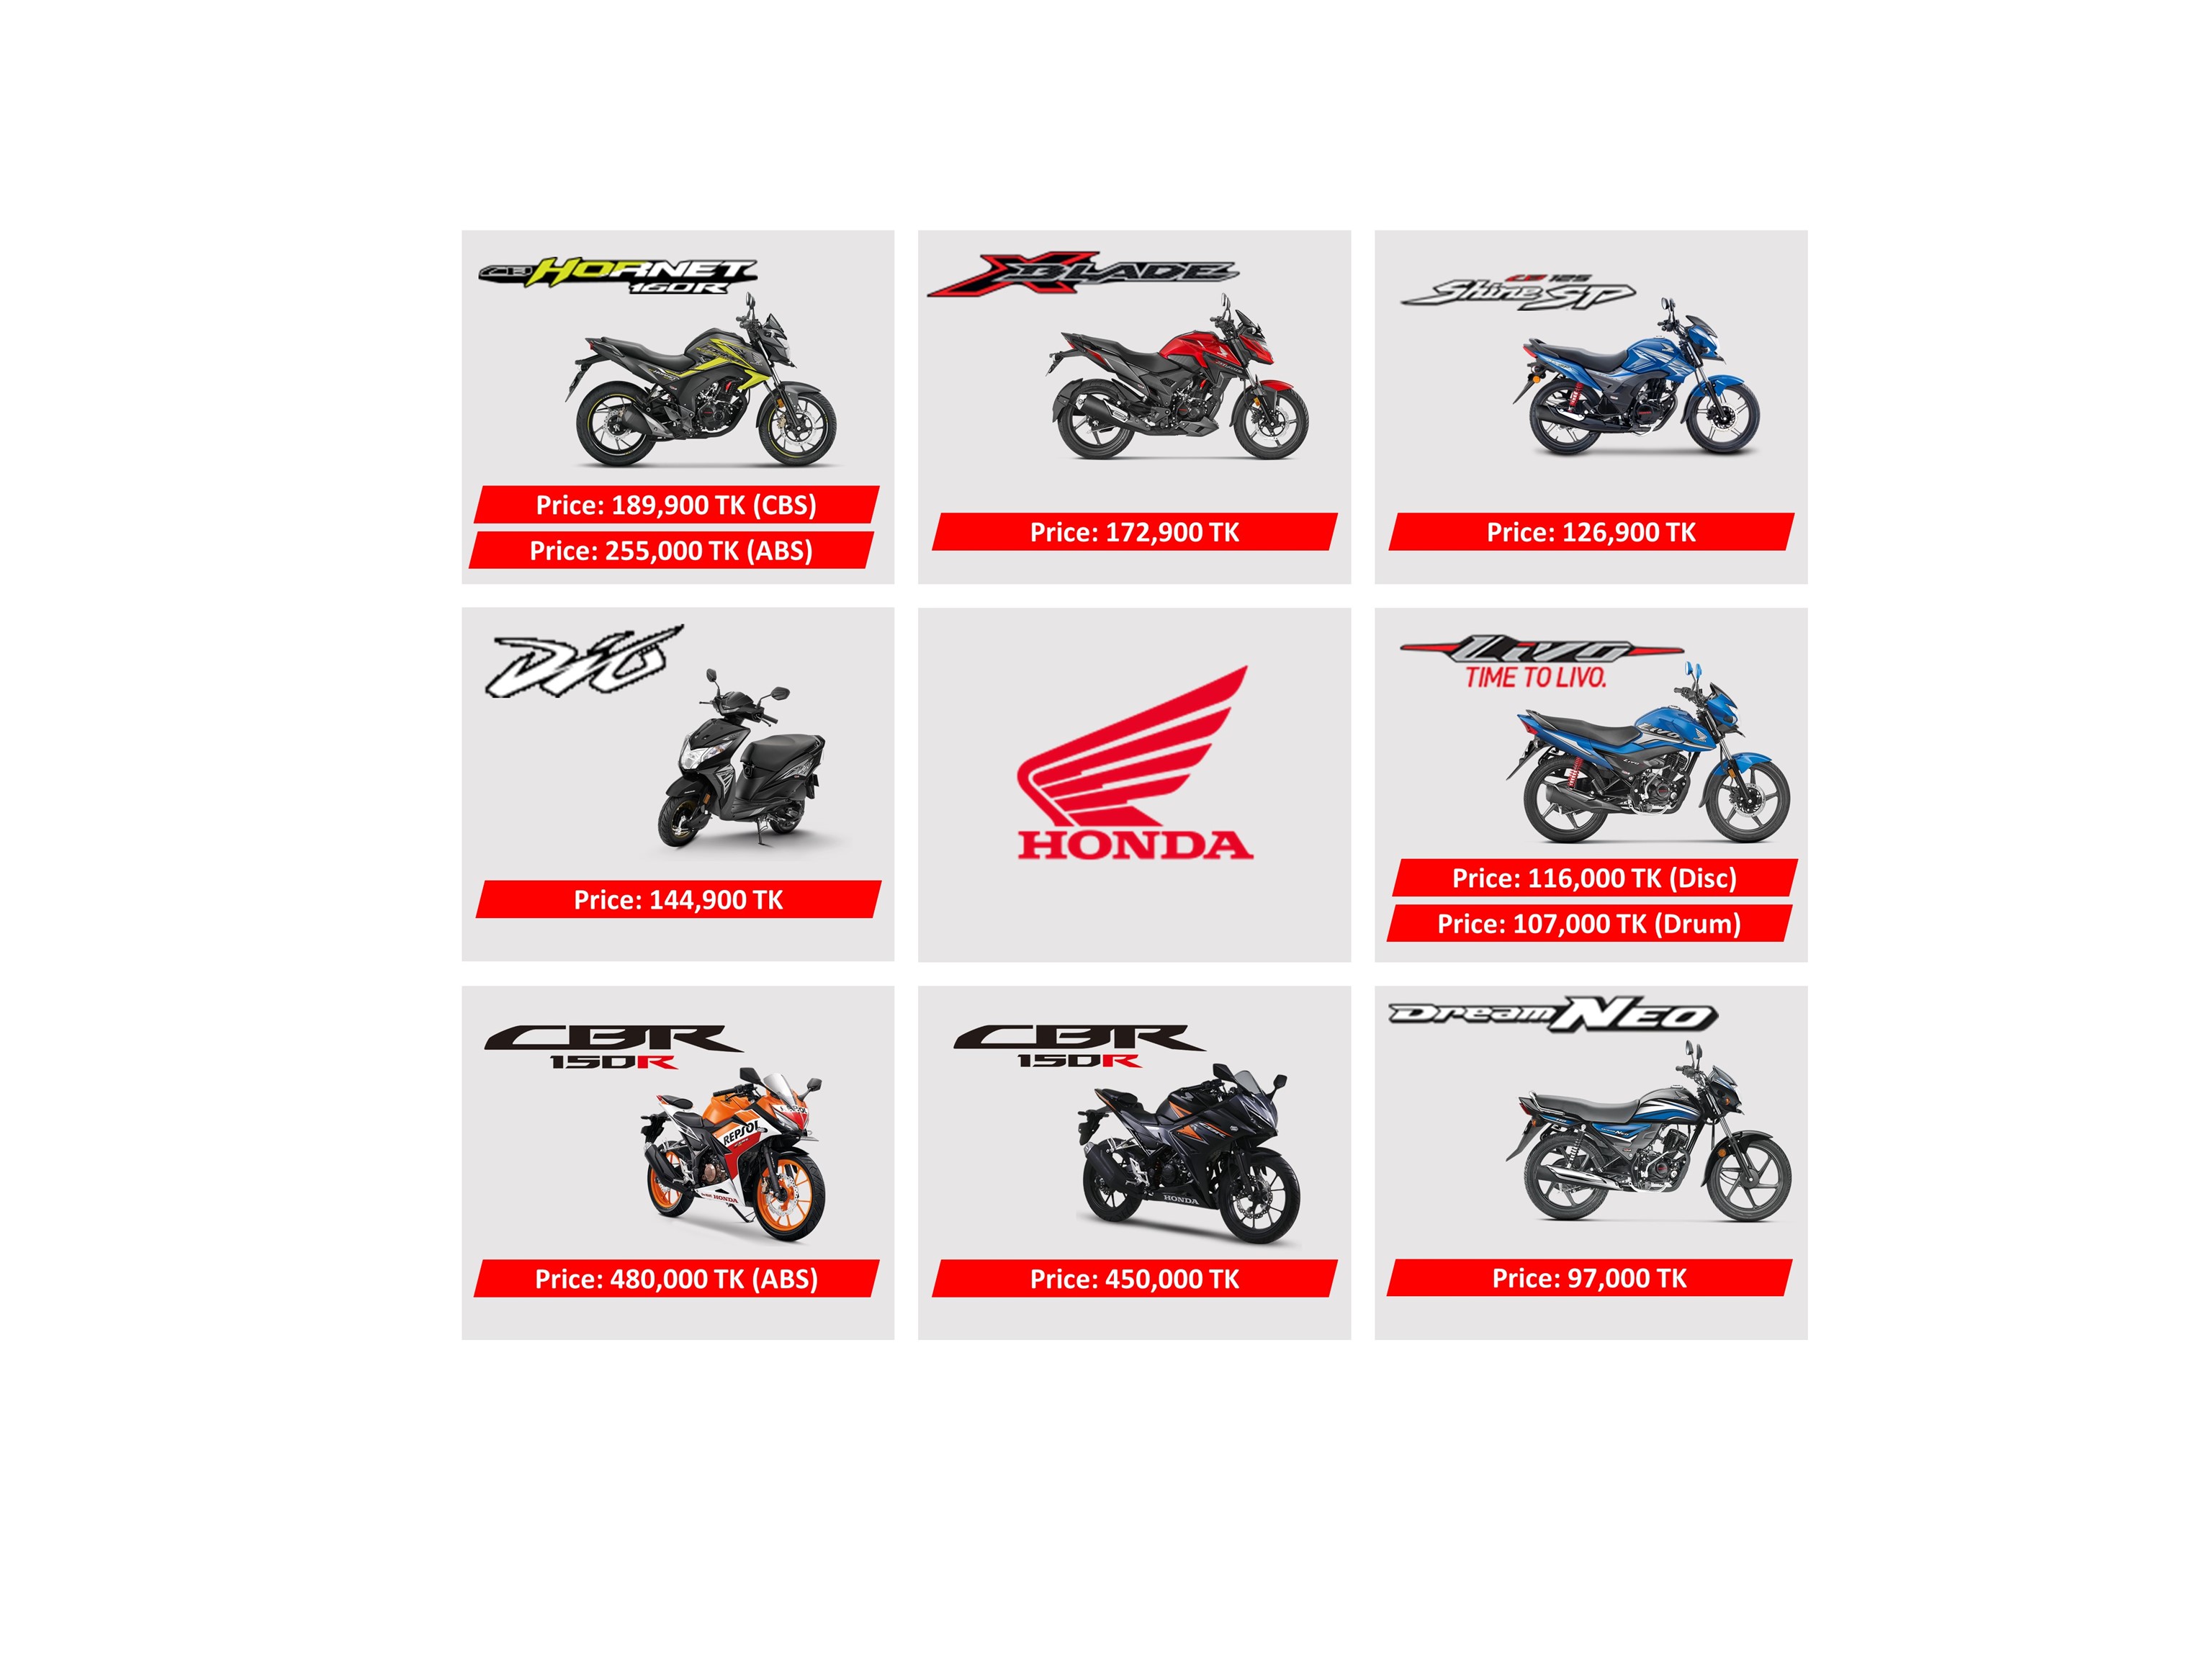 CB HORNET
160R
Price: 189,900 TK (CBS)
Price: 255,000 TK (ABS)
XBLADE
Price: 172,900 TK
CB 125
Shine SP
Price: 126,900 TK
Dio
Price: 144,900 TK
HONDA
Livo
TIME TO LIVO.
LIVO
Price: 116,000 TK (Disc)
Price: 107,000 TK (Drum)
CBR
150R
REPSOL
HONDA
Price: 480,000 TK (ABS)
CBR
150R
HONDA
Price: 450,000 TK
Dream NEO
Price: 97,000 TK